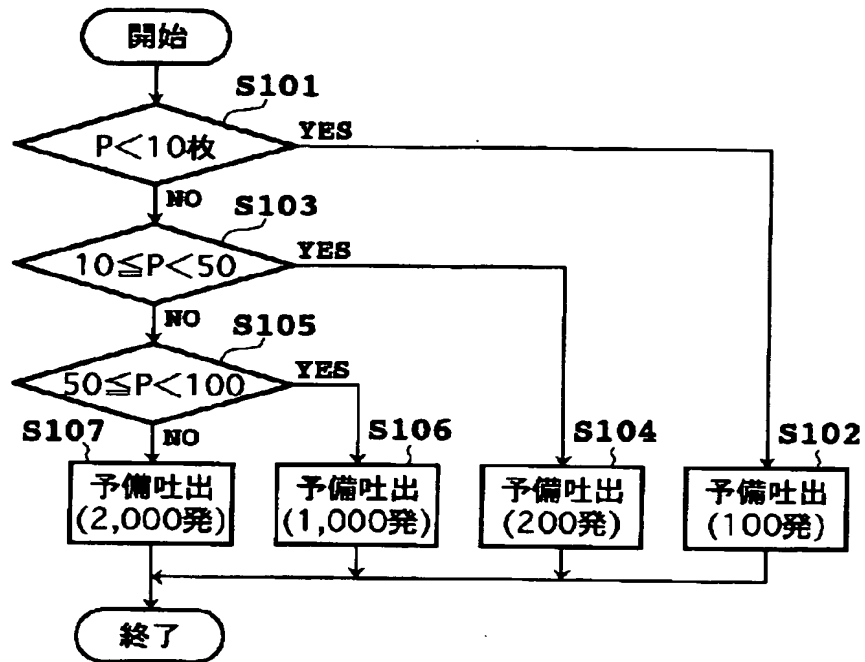 開始
S101
P<10枚
YES
NO
S103
10≦P<50
YES
NO
S105
50≦P<100
YES
NO
S107
予備吐出
(2,000発)
S106
予備吐出
(1,000発)
S104
予備吐出
(200発)
S102
予備吐出
(100発)
終了